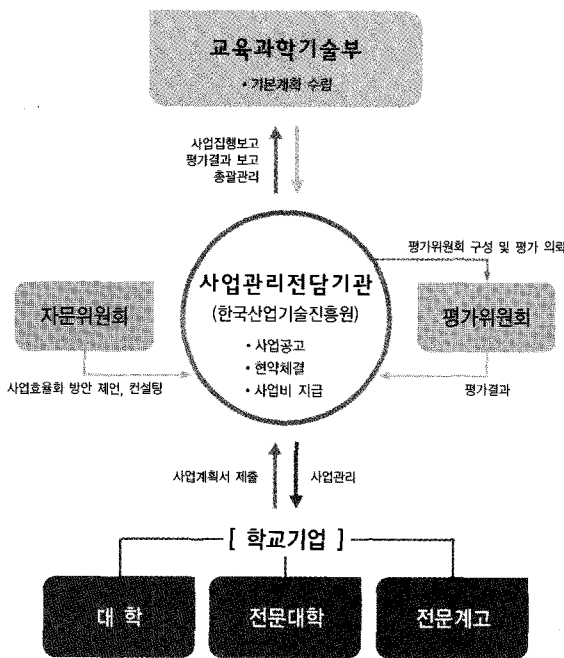 교육과학기술부
• 기본계획 수립
사업집행보고
평가결과 보고
총괄관리
평가위원회 구성 및 평가 의뢰
사업관리전담기관
(한국산업기술진흥원)
• 사업공고
• 현약체결
• 사업비 지급
자문위원회
평가위원회
사업효율화 방안 제언, 컨설팅
평가결과
사업계획서 제출
사업관리
[ 학교기업 ]
대 학
전문대학
전문계고